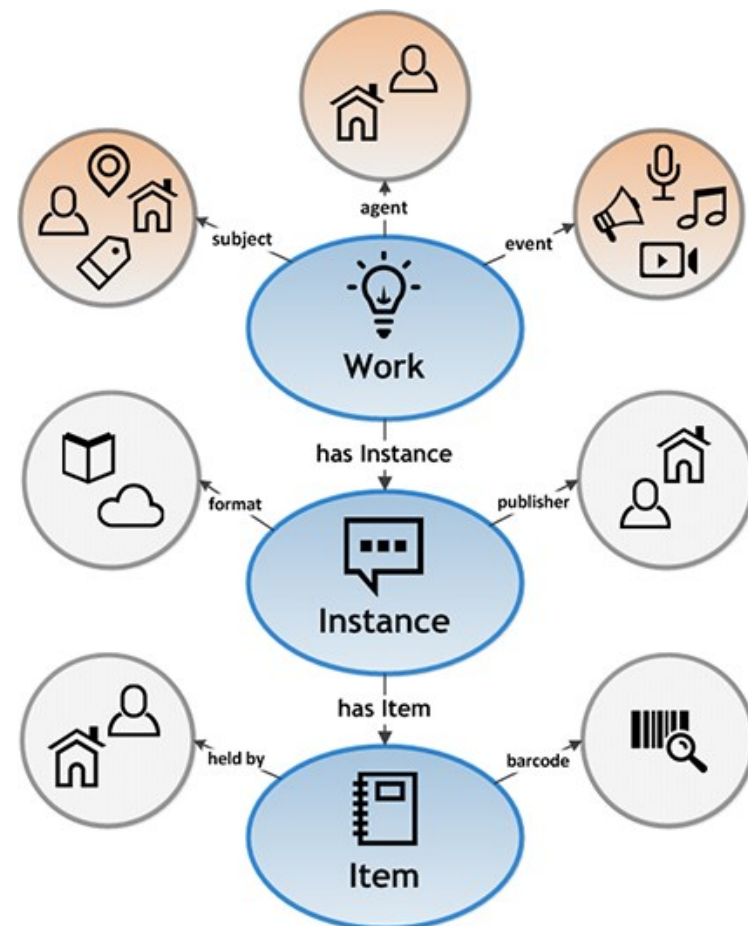 agent
subject
event
Work
has Instance
format
publisher
Instance
has Item
held by
barcode
Item